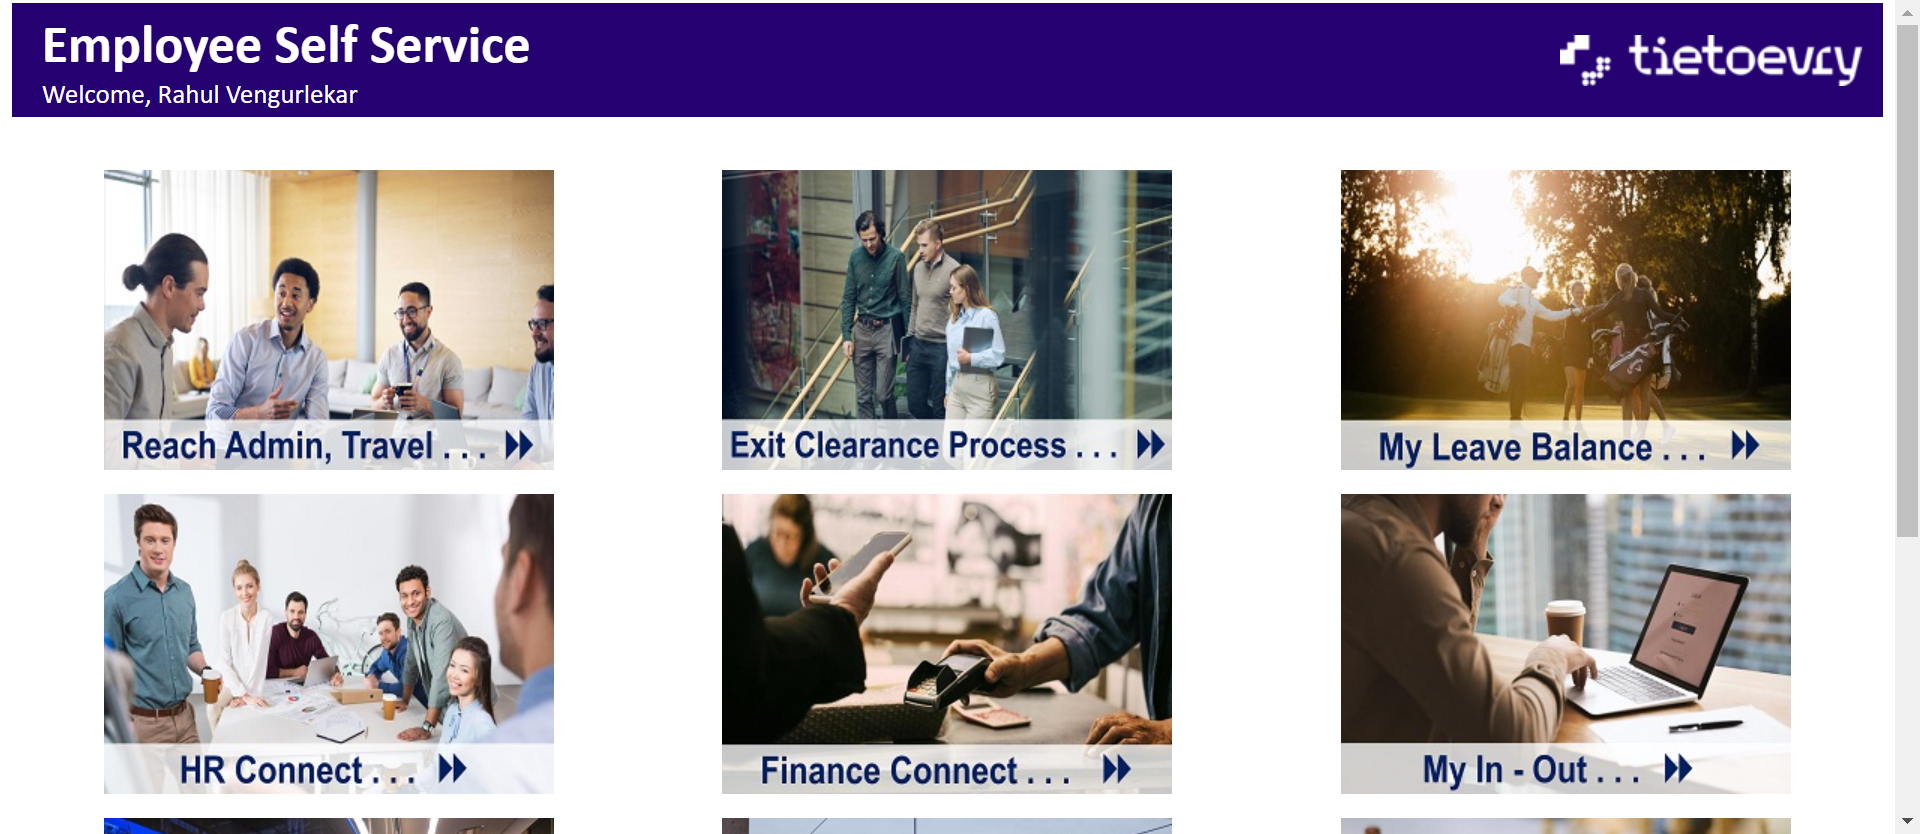 Employee Self Service
Welcome, Rahul Vengurlekar
tietoevry
Reach Admin, Travel . . .
Exit Clearance Process . . .
My Leave Balance . . .
HR Connect . . .
Finance Connect . . .
My In - Out . . .